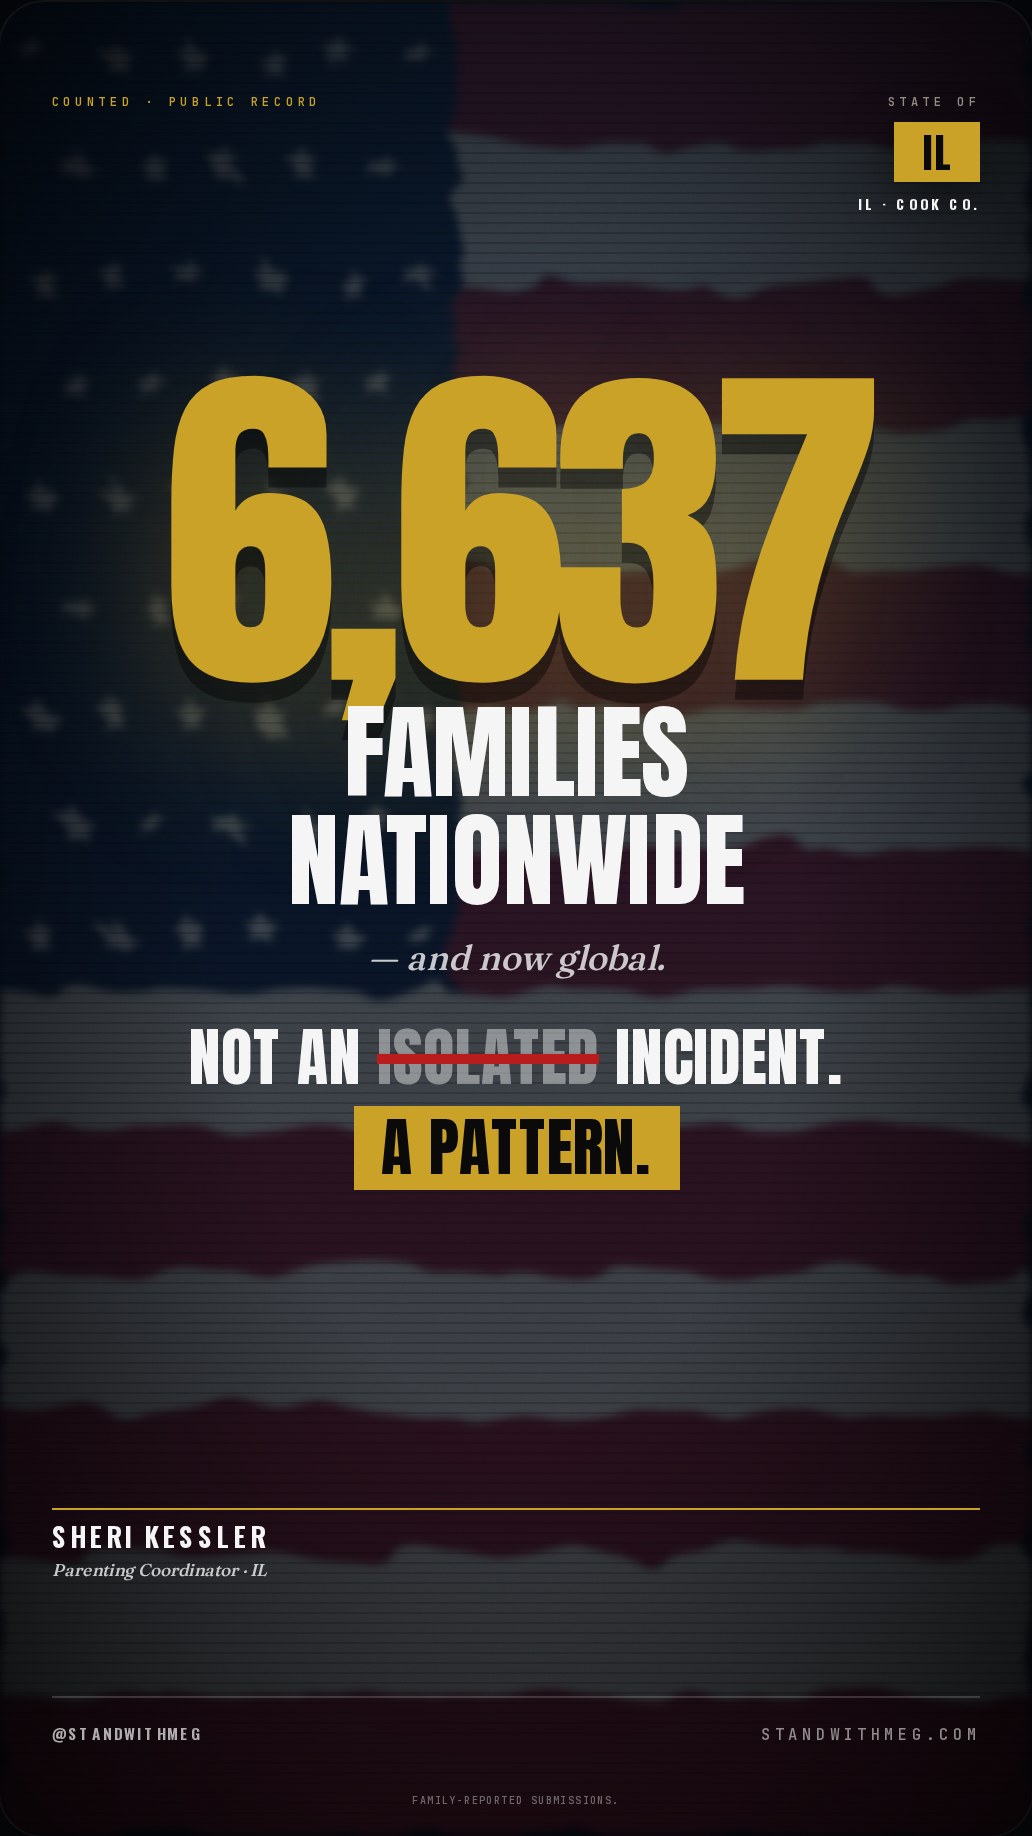 COUNTED · PUBLIC RECORD
STATE OF
IL
IL · COOK CO.
6,637
FAMILIES
NATIONWIDE
— and now global.
NOT AN ISOLATED INCIDENT.
A PATTERN.
SHERI KESSLER
Parenting Coordinator · IL
@STANDWITHMEG
STANDWITHMEG.COM
FAMILY-REPORTED SUBMISSIONS.